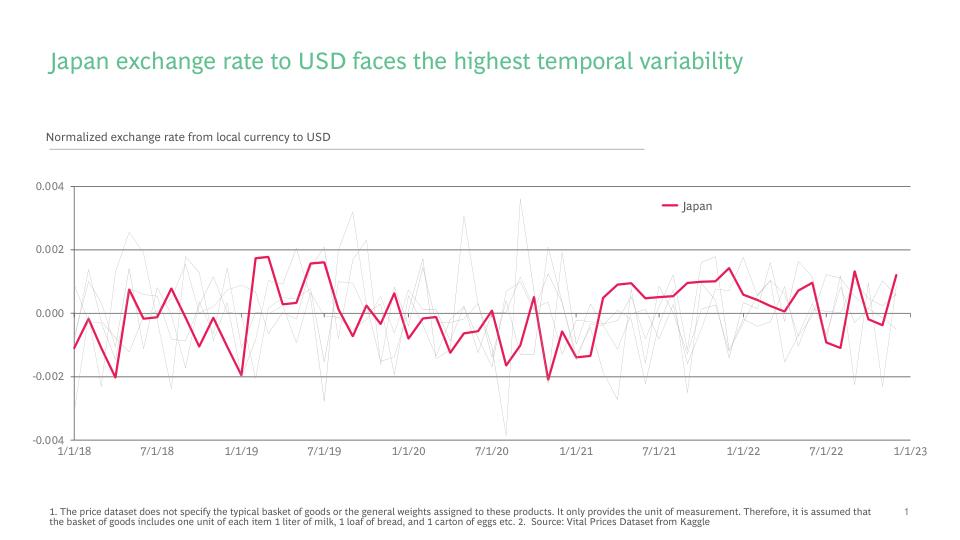 Japan exchange rate to USD faces the highest temporal variability
Normalized exchange rate from local currency to USD
0.004
Japan
0.002
0.000
-0.002
-0.004
1/1/18 7/1/18 1/1/19 7/1/19 1/1/20 7/1/20 1/1/21 7/1/21 1/1/22 7/1/22 1/1/23
1. The price dataset does not specify the typical basket of goods or the general weights assigned to these products. It only provides the unit of measurement. Therefore, it is assumed that
the basket of goods includes one unit of each item 1 liter of milk, 1 loaf of bread, and 1 carton of eggs etc. 2. Source: Vital Prices Dataset from Kaggle
1